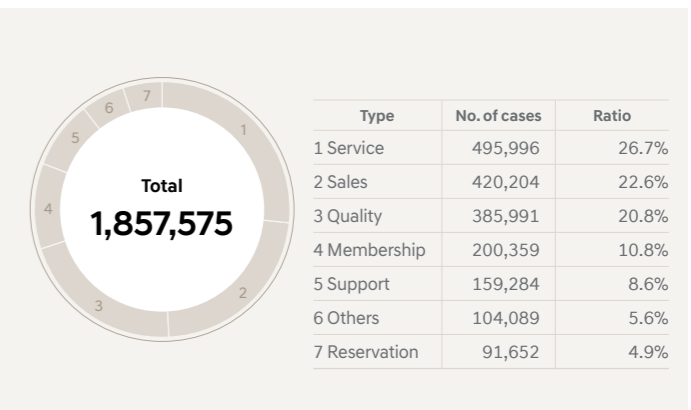 Total
1,857,575
1
2
3
4
5
6
7
Type No. of cases Ratio
1 Service 495,996 26.7%
2 Sales 420,204 22.6%
3 Quality 385,991 20.8%
4 Membership 200,359 10.8%
5 Support 159,284 8.6%
6 Others 104,089 5.6%
7 Reservation 91,652 4.9%